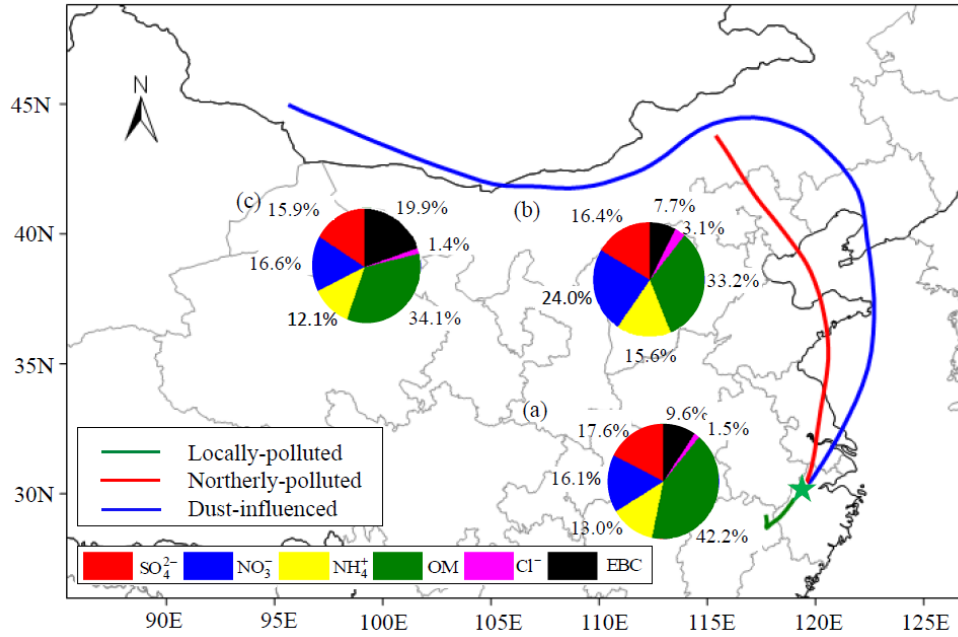 N
45N
40N
35N
30N
(c)
15.9%
19.9%
1.4%
16.6%
12.1%
34.1%
(b)
16.4%
7.7%
3.1%
33.2%
24.0%
15.6%
(a)
17.6%
9.6%
1.5%
16.1%
13.0%
42.2%
Locally-polluted
Northerly-polluted
Dust-influenced
SO₄²⁻ NO₃⁻ NH₄⁺ OM Cl⁻ EBC
90E 95E 100E 105E 110E 115E 120E 125E